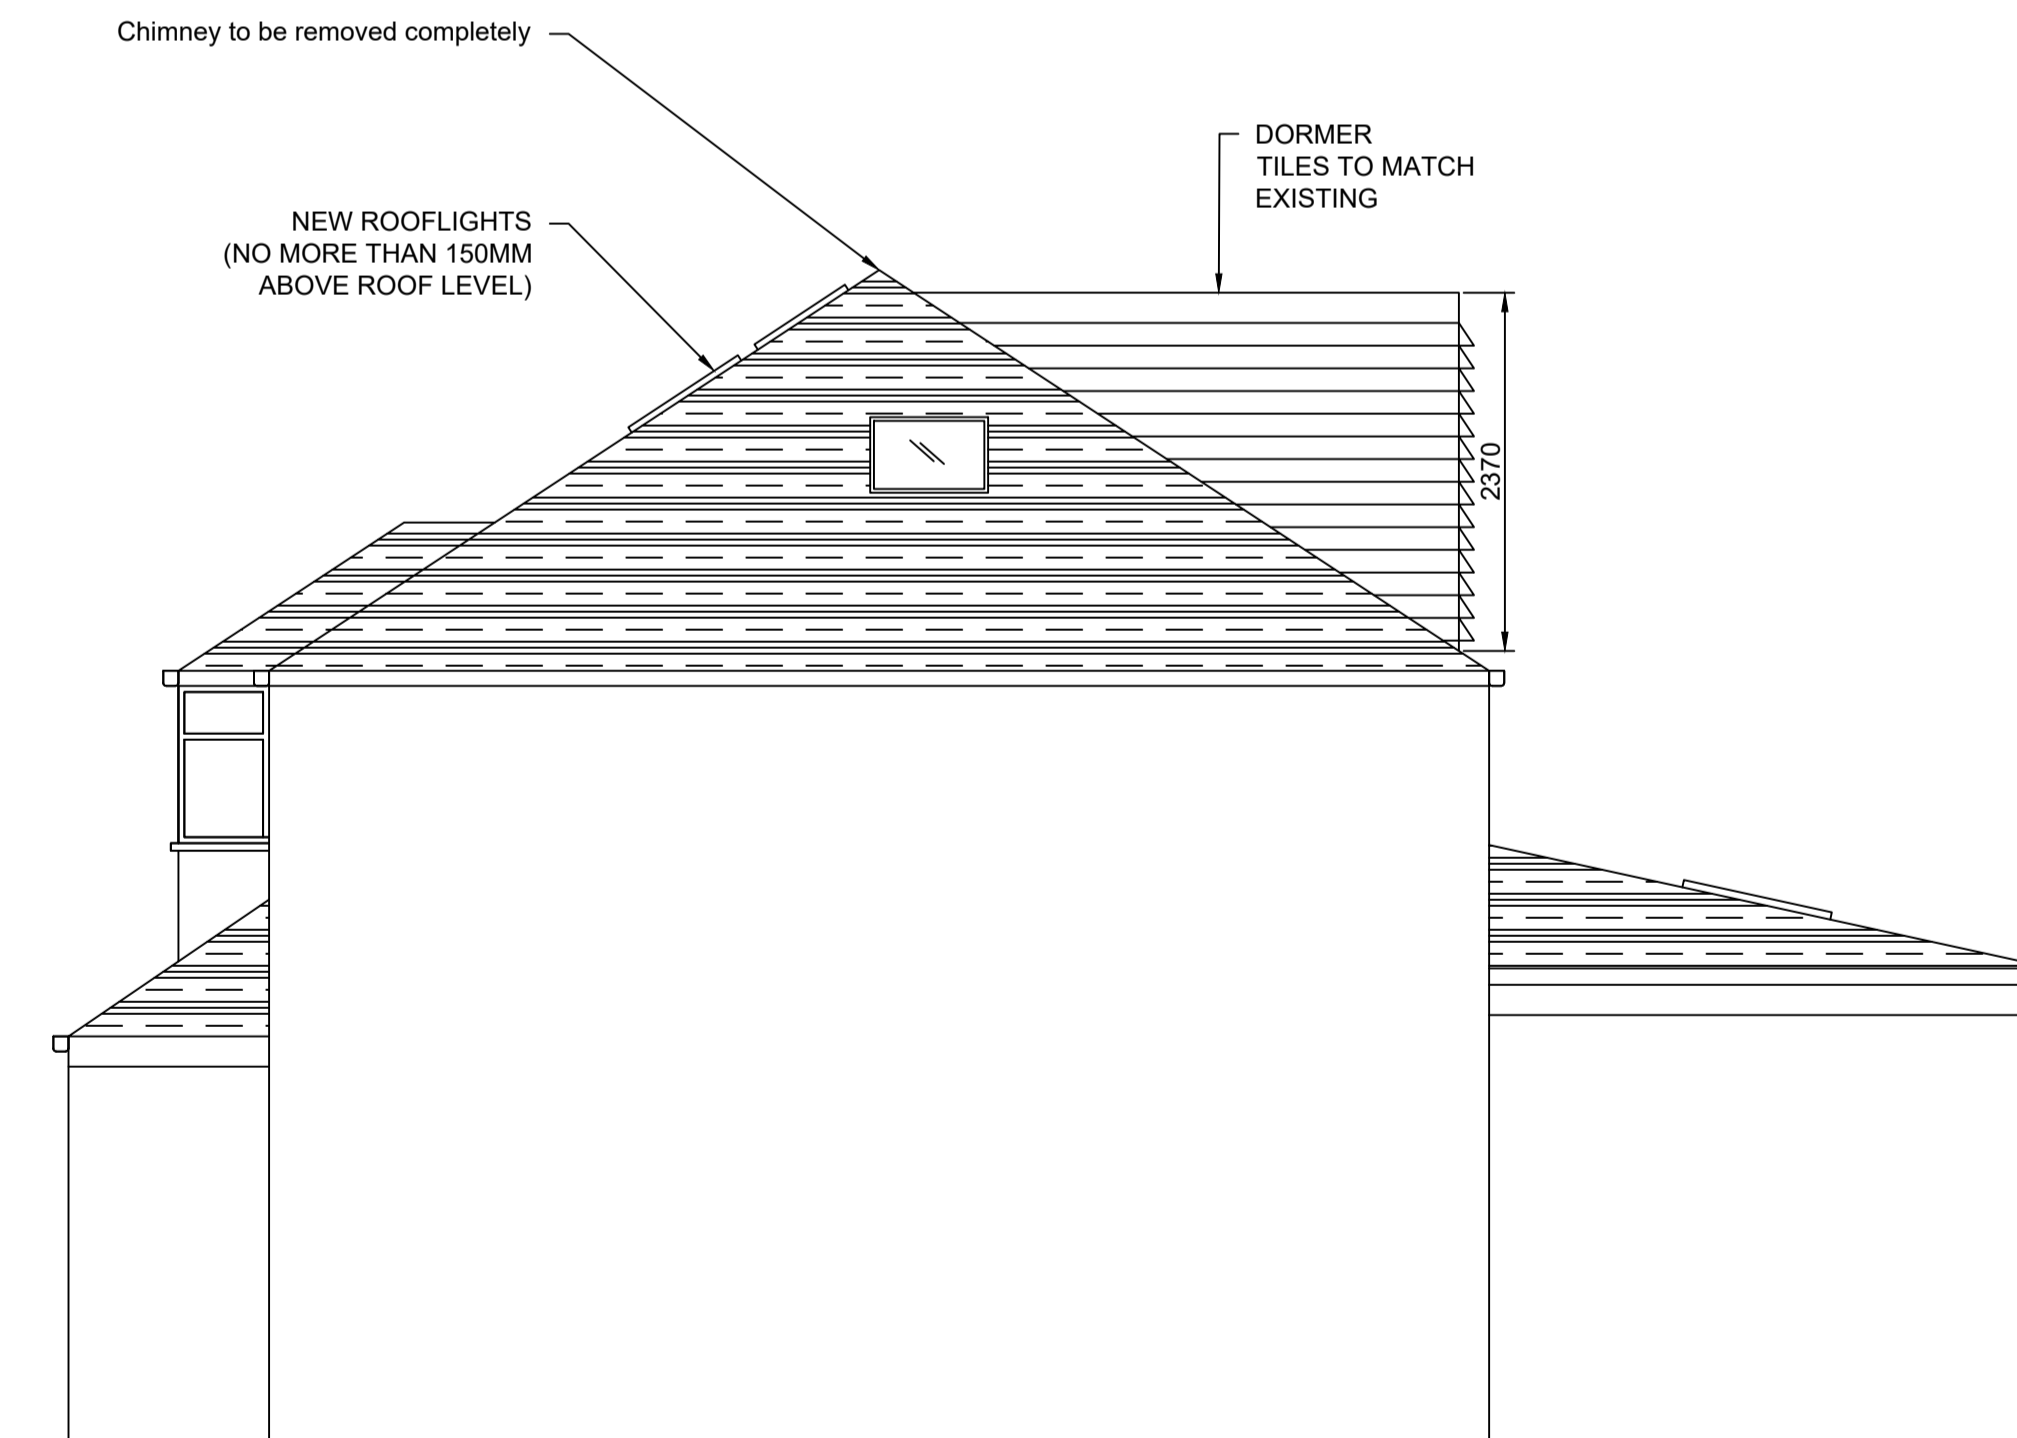 Chimney to be removed completely
DORMER
TILES TO MATCH
EXISTING
NEW ROOFLIGHTS
(NO MORE THAN 150MM
ABOVE ROOF LEVEL)
2370